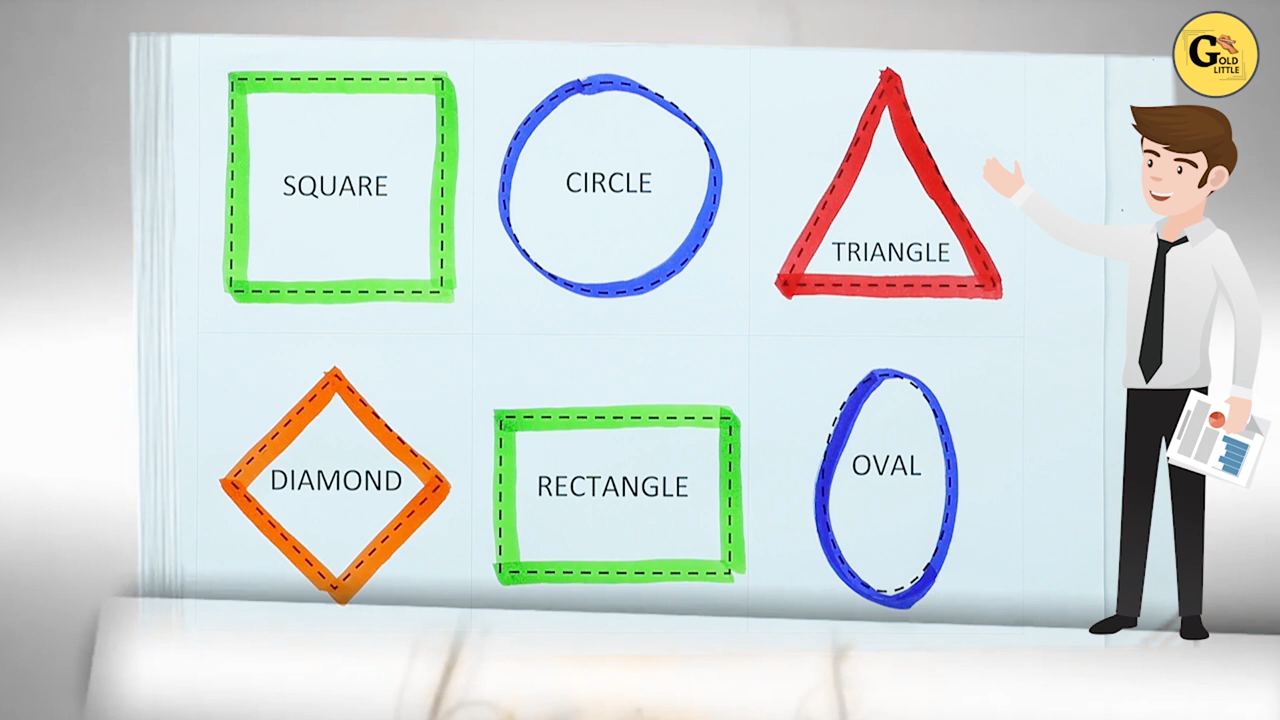 GOLD
LITTLE
SQUARE
CIRCLE
TRIANGLE
DIAMOND
RECTANGLE
OVAL